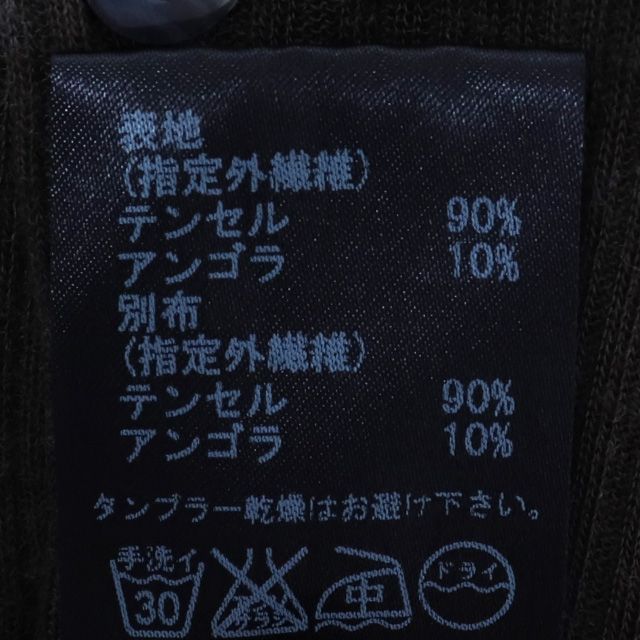 表地
(指定外繊維)
テンセル 90%
アンゴラ 10%
別布
(指定外繊維)
テンセル 90%
アンゴラ 10%
タンブラー乾燥はお避け下さい。
手洗イ 30 エンソ サラシ 中 ドライ